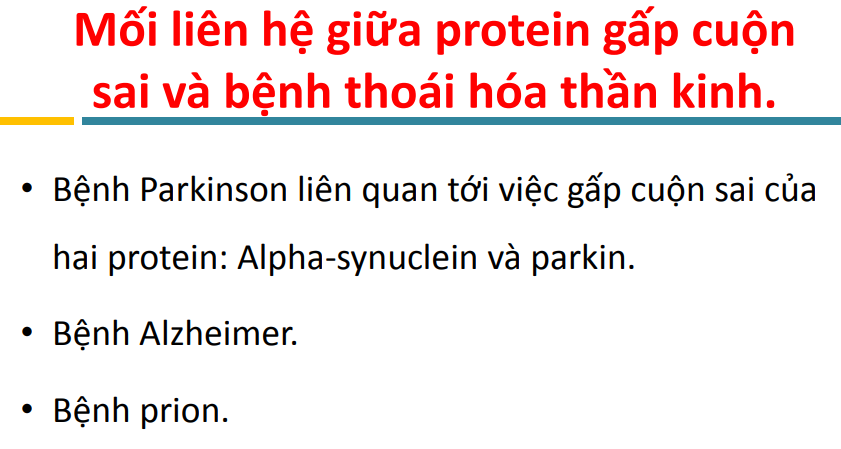 Mối liên hệ giữa protein gấp cuộn
sai và bệnh thoái hóa thần kinh.
• Bệnh Parkinson liên quan tới việc gấp cuộn sai của
hai protein: Alpha-synuclein và parkin.
• Bệnh Alzheimer.
• Bệnh prion.